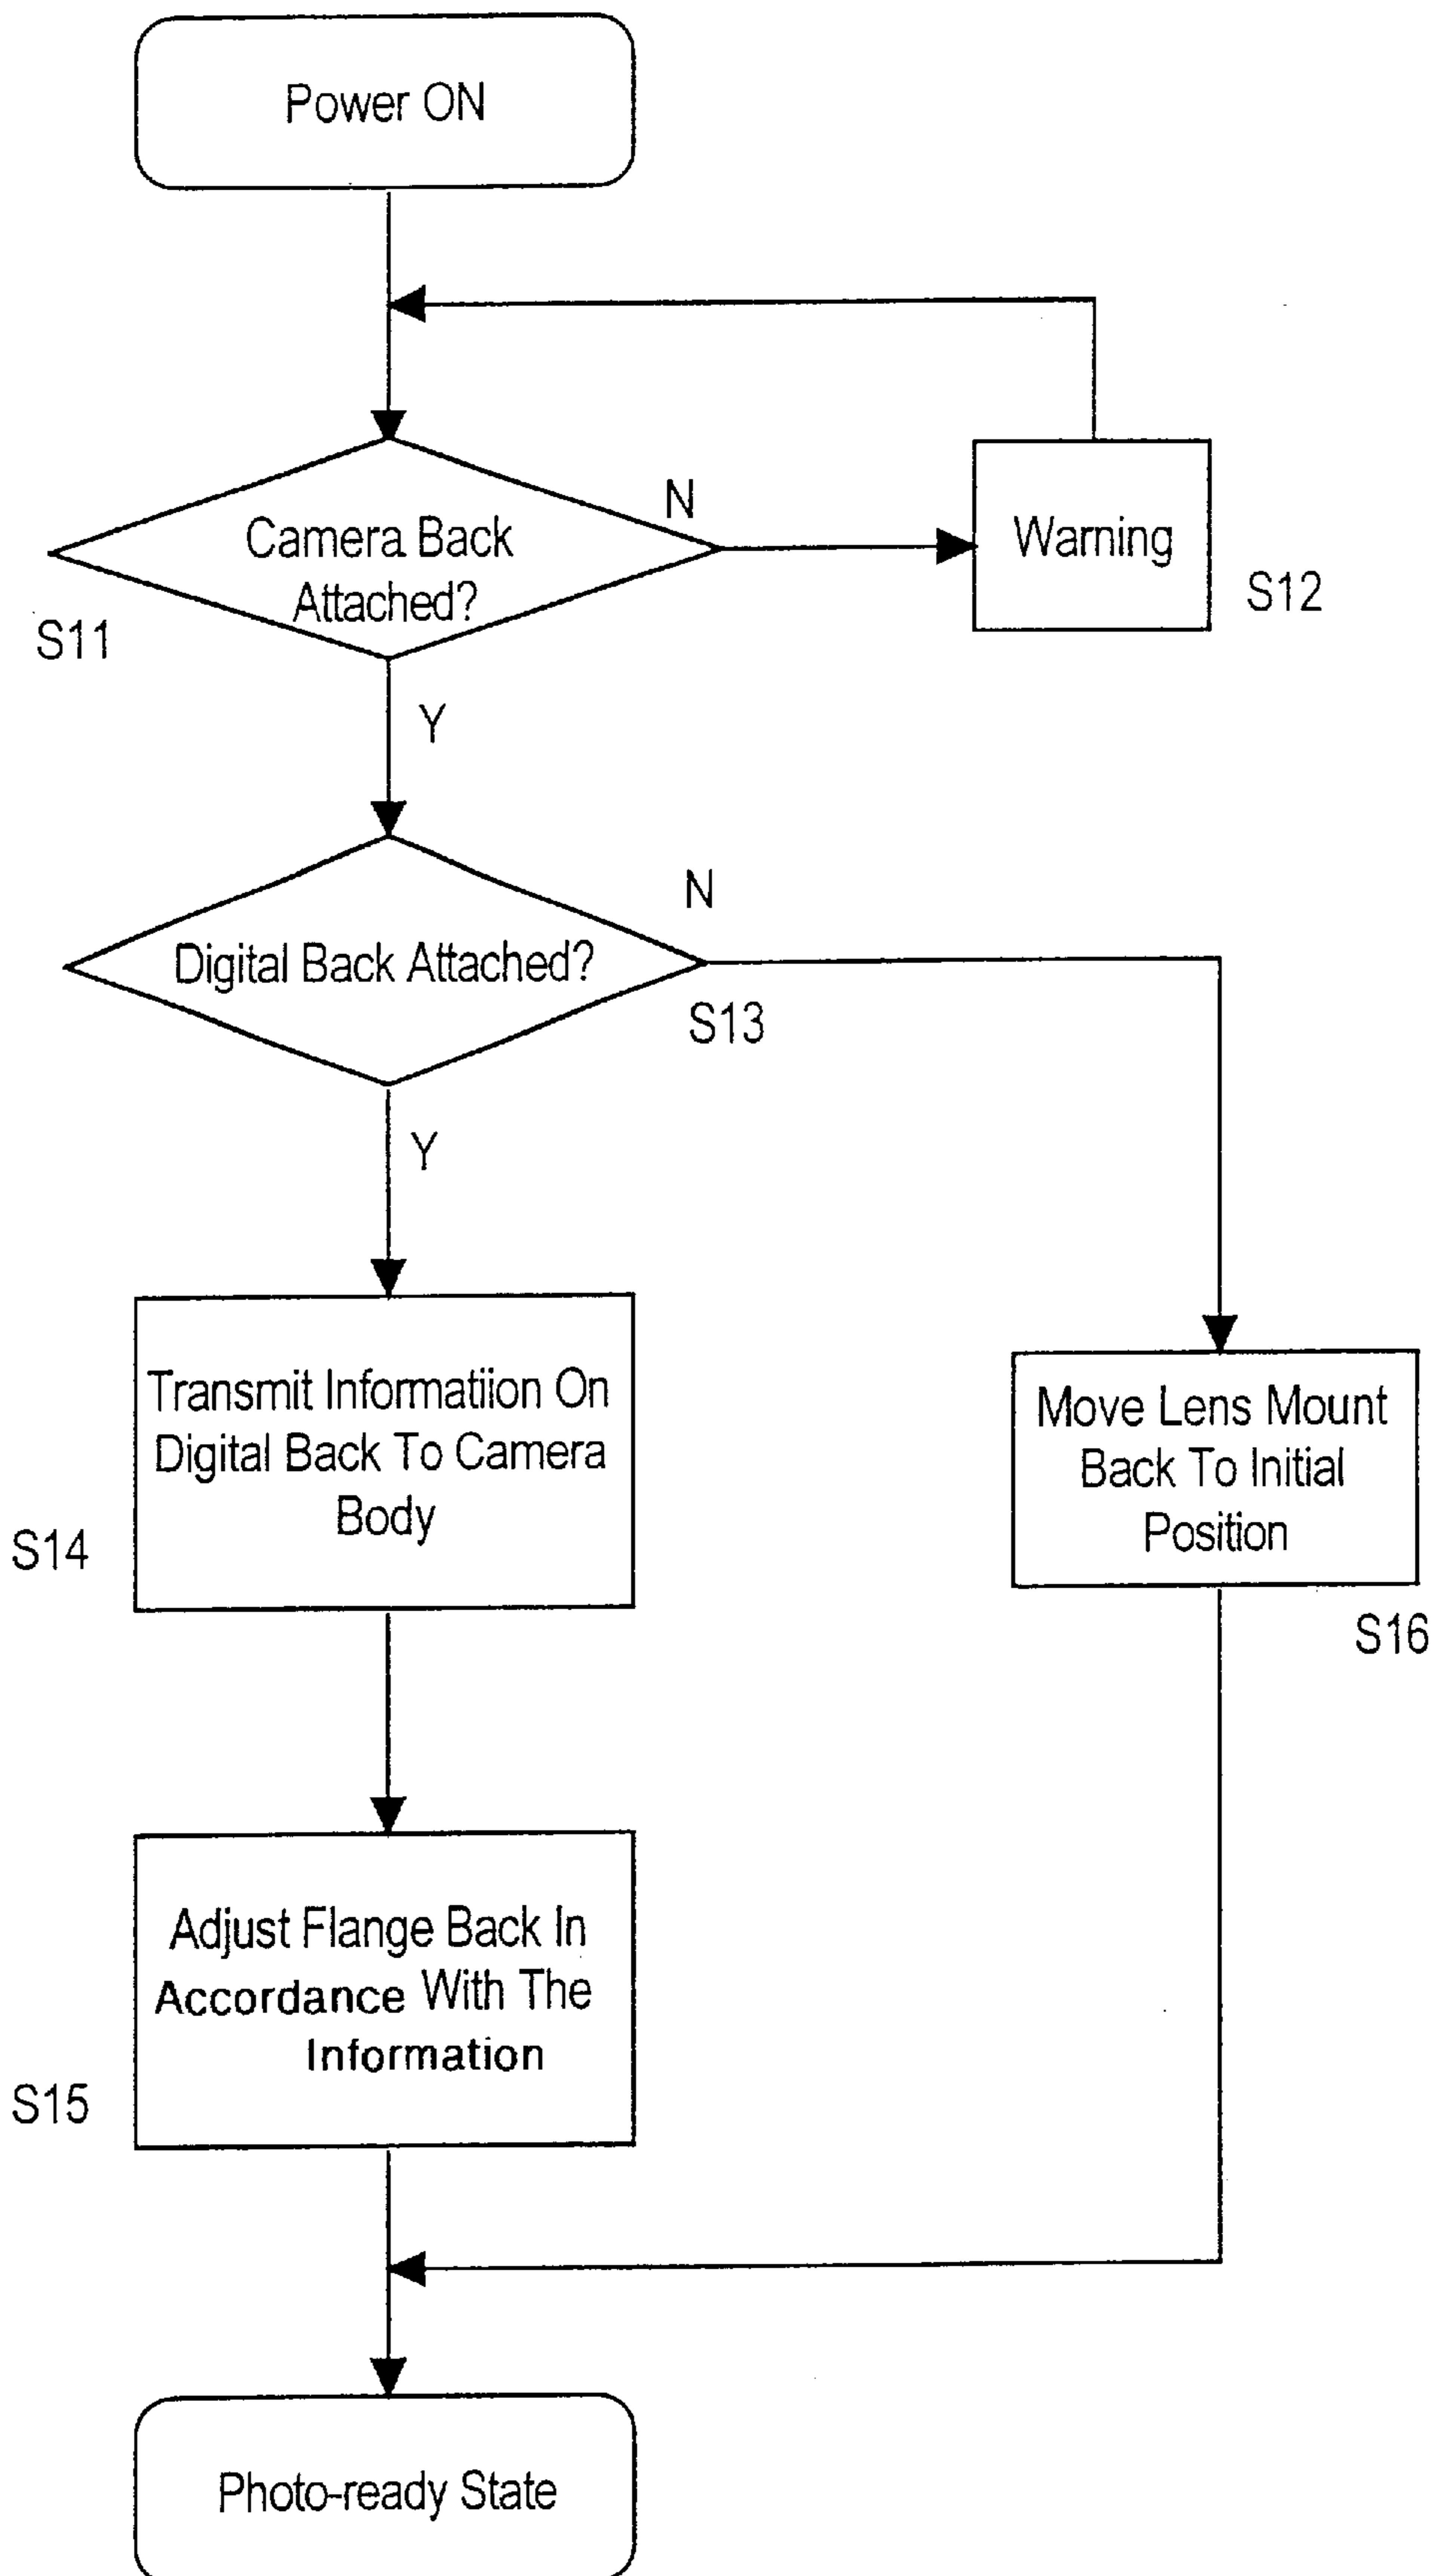 Power ON
N
Camera Back
Attached?
Warning
S12
S11
Y
N
Digital Back Attached?
S13
Y
Transmit Informatiion On
Digital Back To Camera
Body
S14
Move Lens Mount
Back To Initial
Position
S16
Adjust Flange Back In
Accordance With The
Information
S15
Photo-ready State